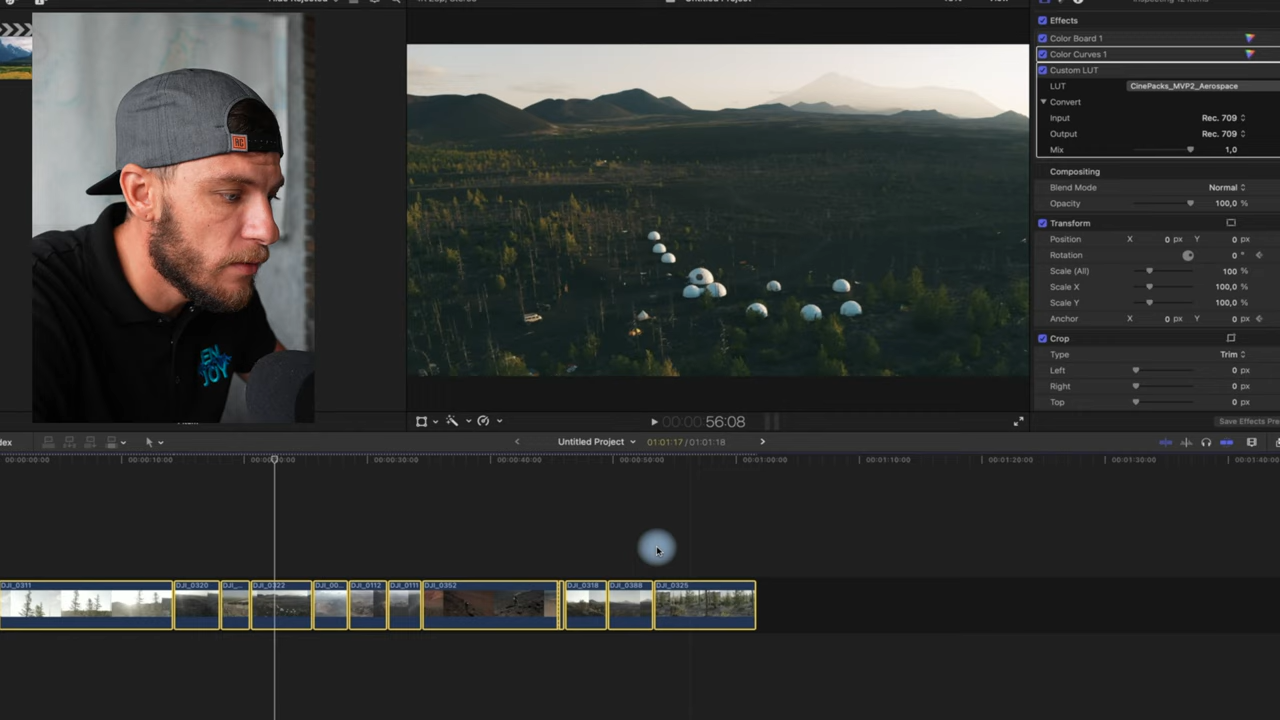 Untitled Project
Effects
Color Board 1
Color Curves 1
Custom LUT
LUT CinePacks_MVP2_Aerospace
Convert
Input Rec. 709
Output Rec. 709
Mix 1,0
Compositing
Blend Mode Normal
Opacity 100,0 %
Transform
Position X 0 px Y 0 px
Rotation 0 °
Scale (All) 100 %
Scale X 100,0 %
Scale Y 100,0 %
Anchor X 0 px Y 0 px
Crop
Type Trim
Left 0 px
Right 0 px
Top 0 px
Save Effects Pre
RC
EN
JOY
00:00:56:08
dex
Untitled Project 01:01:17 / 01:01:18
00:00:00:00 00:00:10:00 00:00:30:00 00:00:40:00 00:00:50:00 00:01:00:00 00:01:10:00 00:01:20:00 00:01:30:00 00:01:40:00
DJI_0311 DJI_0320 DJI_... DJI_0322 DJI_00... DJI_0112 DJI_0111 DJI_0352 DJI_0318 DJI_0388 DJI_0325